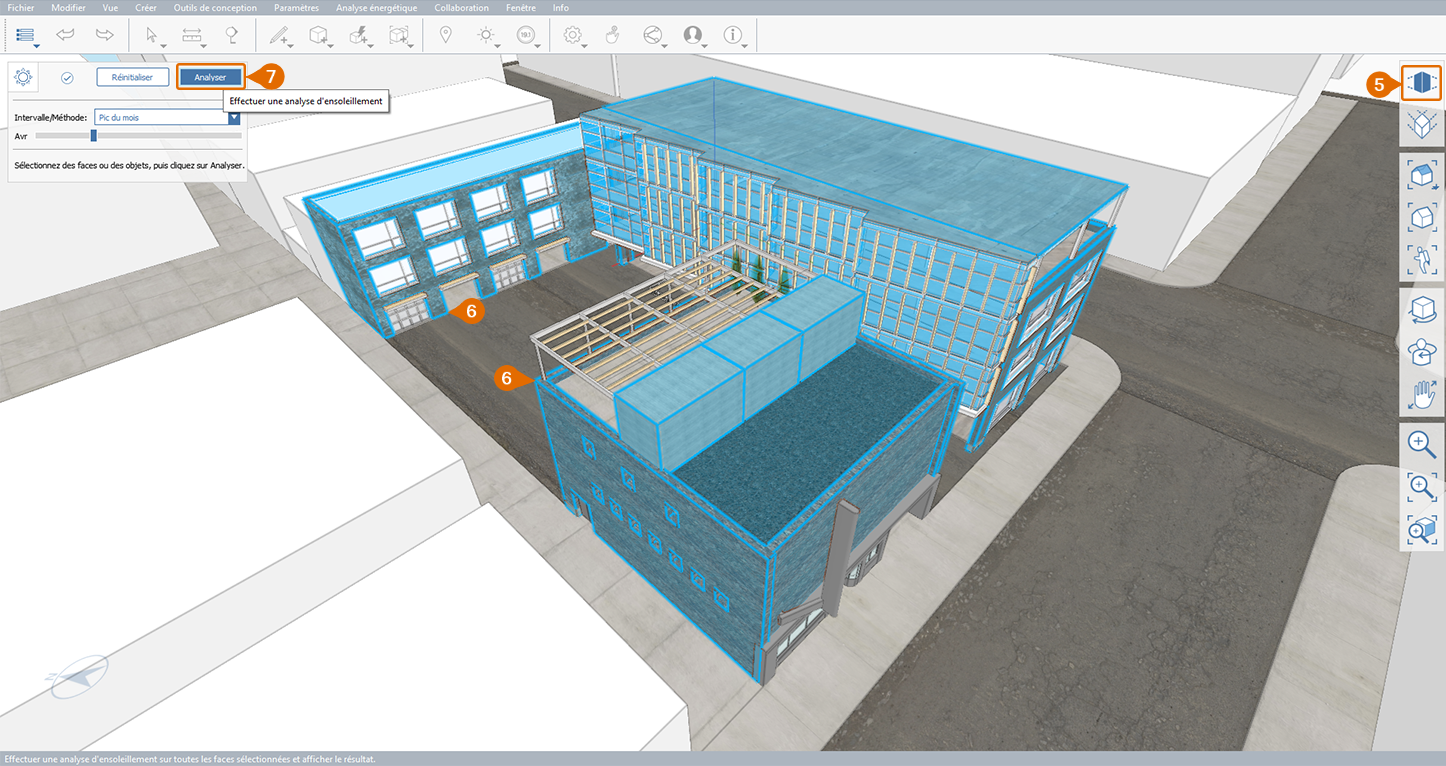 Fichier Modifier Vue Créer Outils de conception Paramètres Analyse énergétique Collaboration Fenêtre Info
19:1
Réinitialiser Analyser 7
5
Effectuer une analyse d'ensoleillement
Intervalle/Méthode: Pic du mois
Avr
Sélectionnez des faces ou des objets, puis cliquez sur Analyser.
6
6
N
Effectuer une analyse d'ensoleillement sur toutes les faces sélectionnées et afficher le résultat.